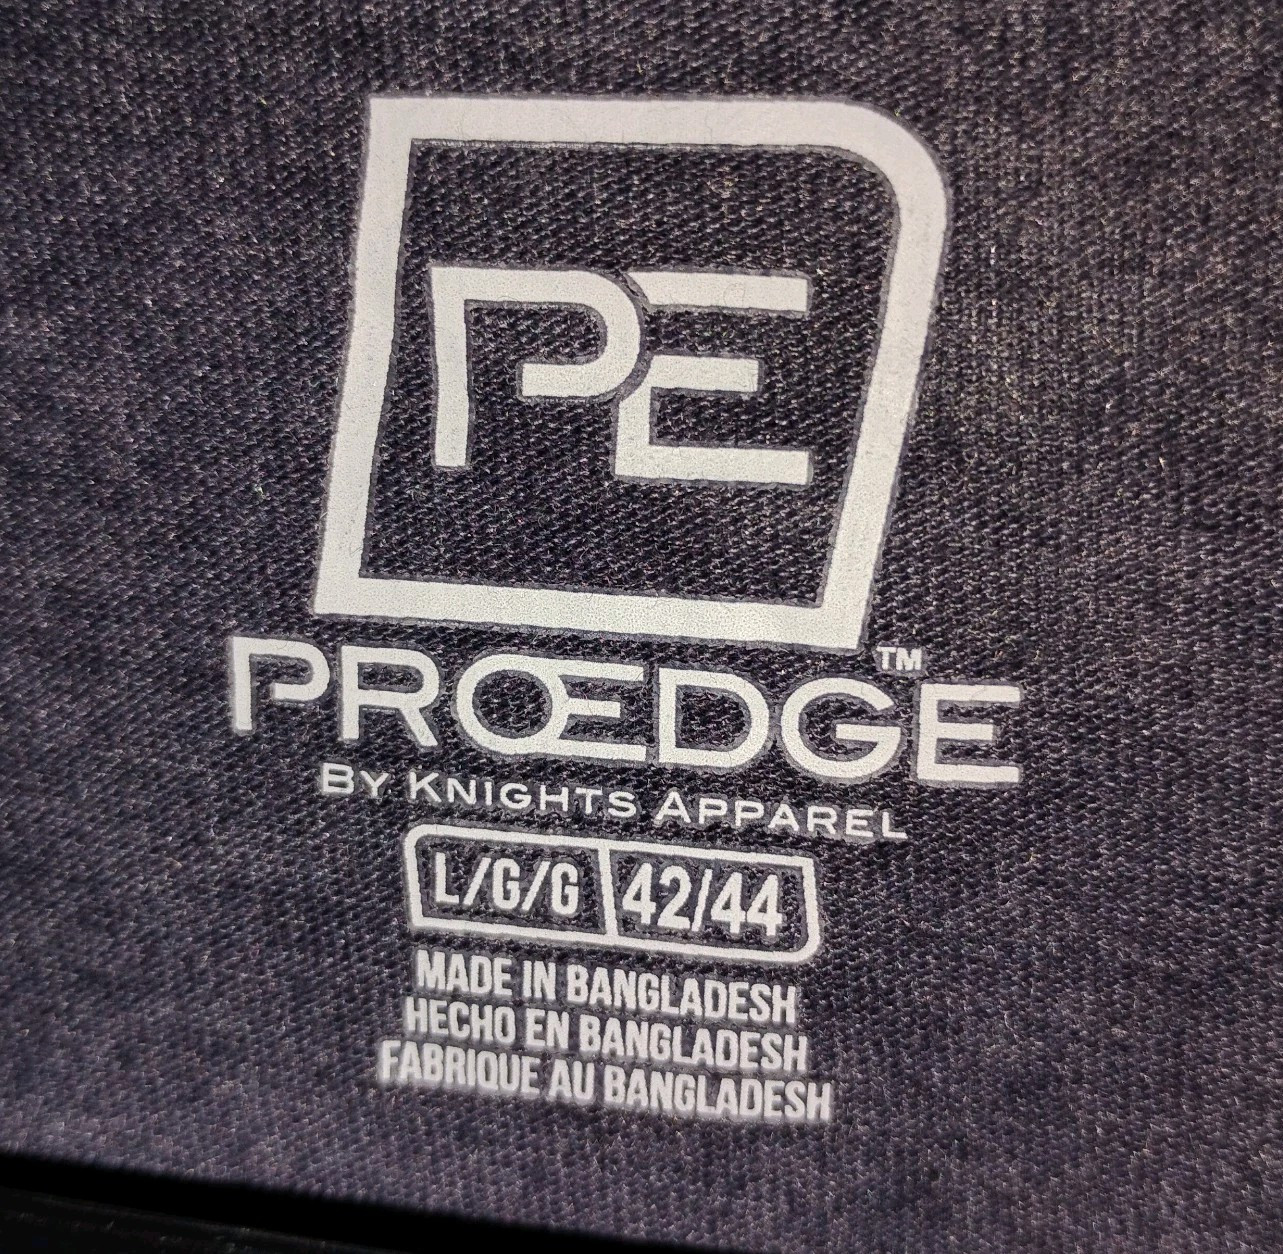 PE
PROEDGE™
BY KNIGHTS APPAREL
L/G/G 42/44
MADE IN BANGLADESH
HECHO EN BANGLADESH
FABRIQUE AU BANGLADESH